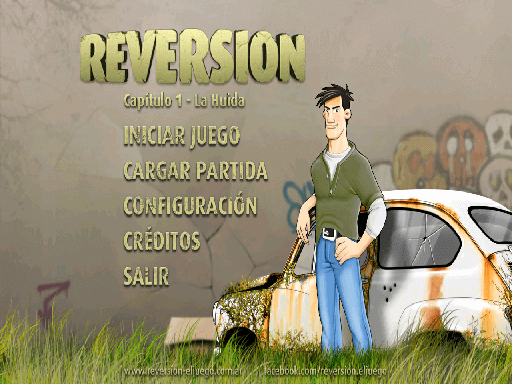 REVERSION
Capítulo 1 - La Huída
INICIAR JUEGO
CARGAR PARTIDA
CONFIGURACIÓN
CRÉDITOS
SALIR
www.reversion-eljuego.com.ar | facebook.com/reversion.eljuego